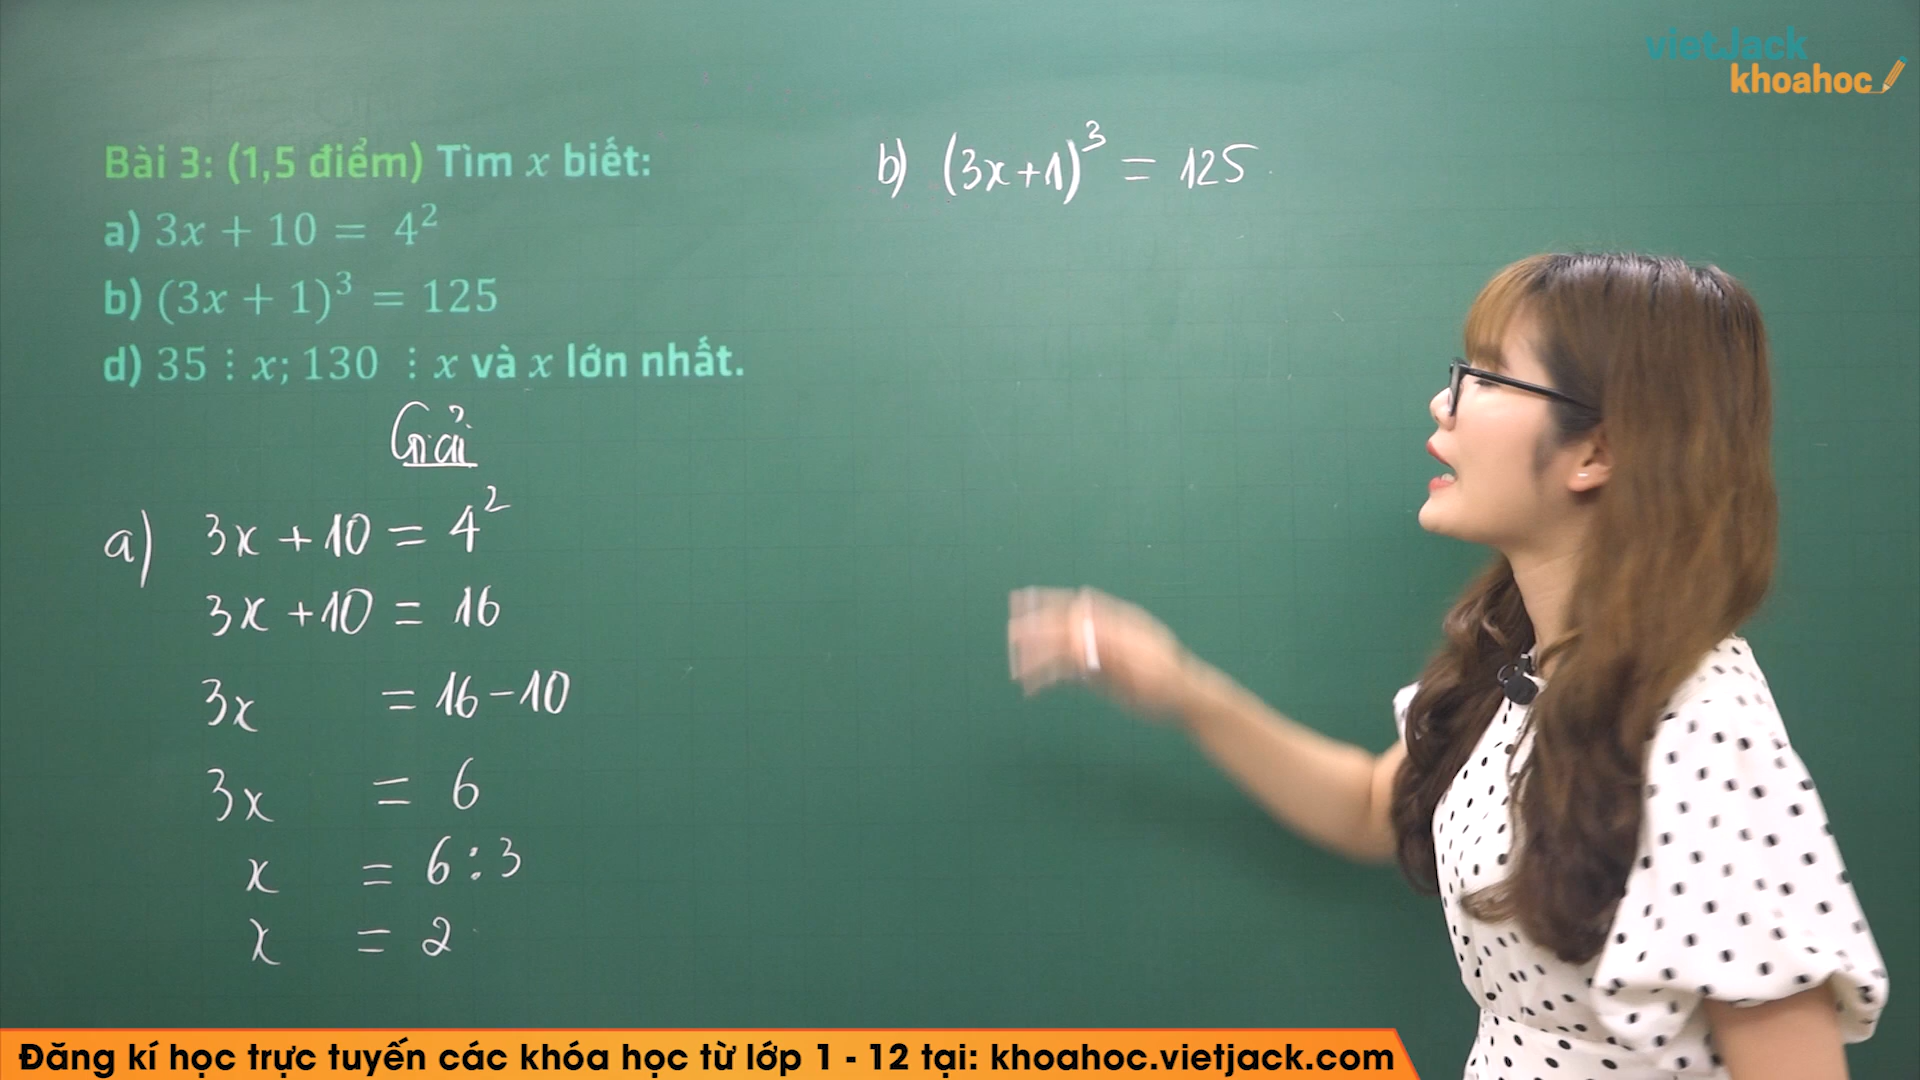 vietJack
khoahoc
Bài 3: (1,5 điểm) Tìm x biết:
a) 3x + 10 = 4²
b) (3x + 1)³ = 125
d) 35 ⋮ x; 130 ⋮ x và x lớn nhất.
Giải
a) 3x + 10 = 4²
3x + 10 = 16
3x = 16 - 10
3x = 6
x = 6 : 3
x = 2
b) (3x+1)³ = 125
Đăng kí học trực tuyến các khóa học từ lớp 1 - 12 tại: khoahoc.vietjack.com